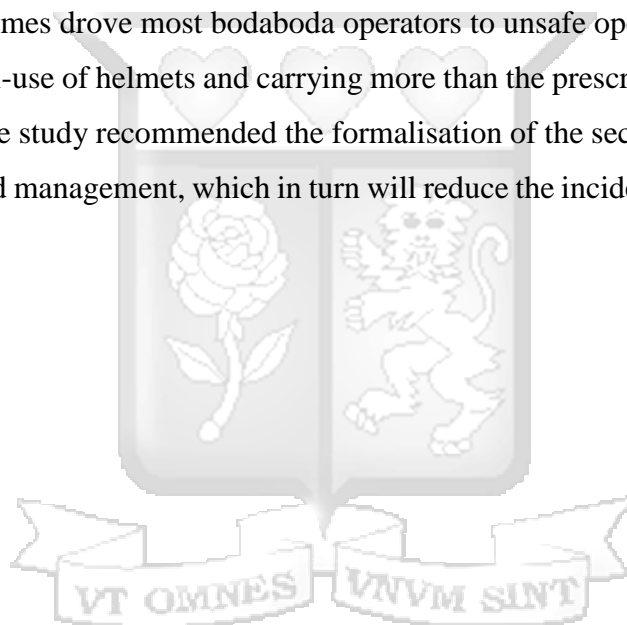 mes drove most bodaboda operators to unsafe op
-use of helmets and carrying more than the prescr
e study recommended the formalisation of the sec
d management, which in turn will reduce the incid
VT OMNES VNVM SINT